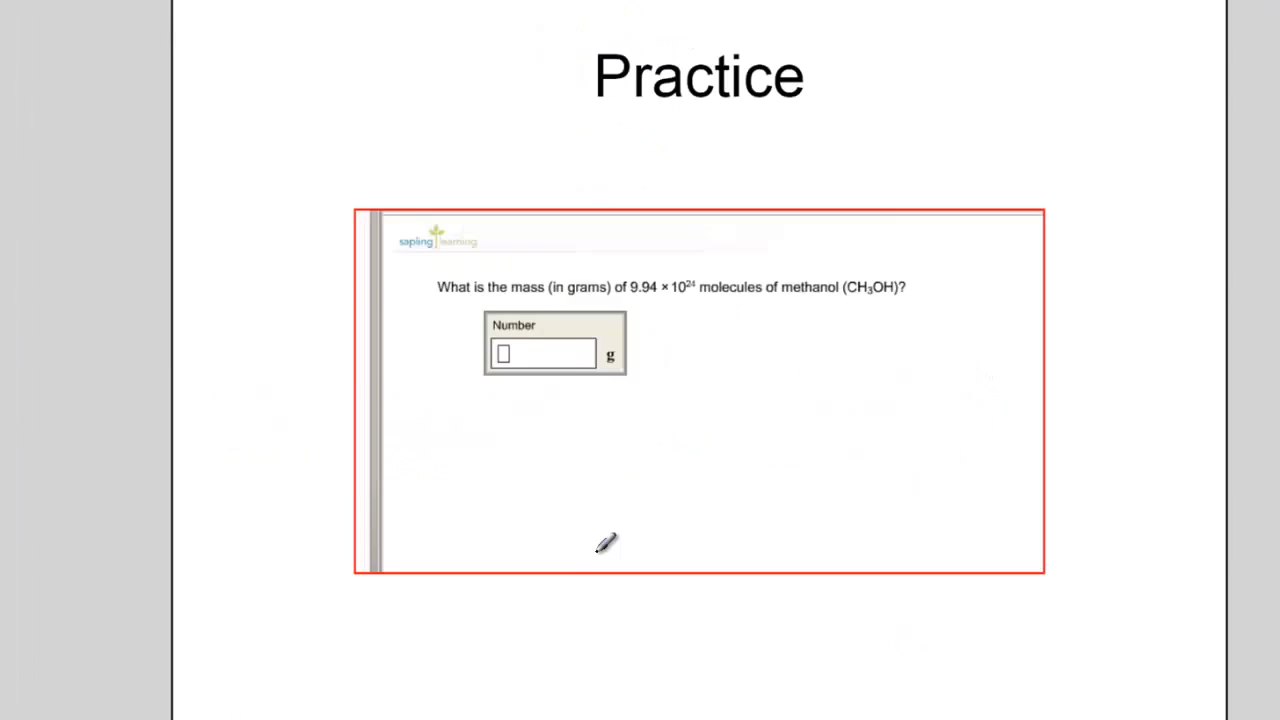 Practice
sapling learning
What is the mass (in grams) of 9.94 × 10²⁴ molecules of methanol (CH₃OH)?
Number
g